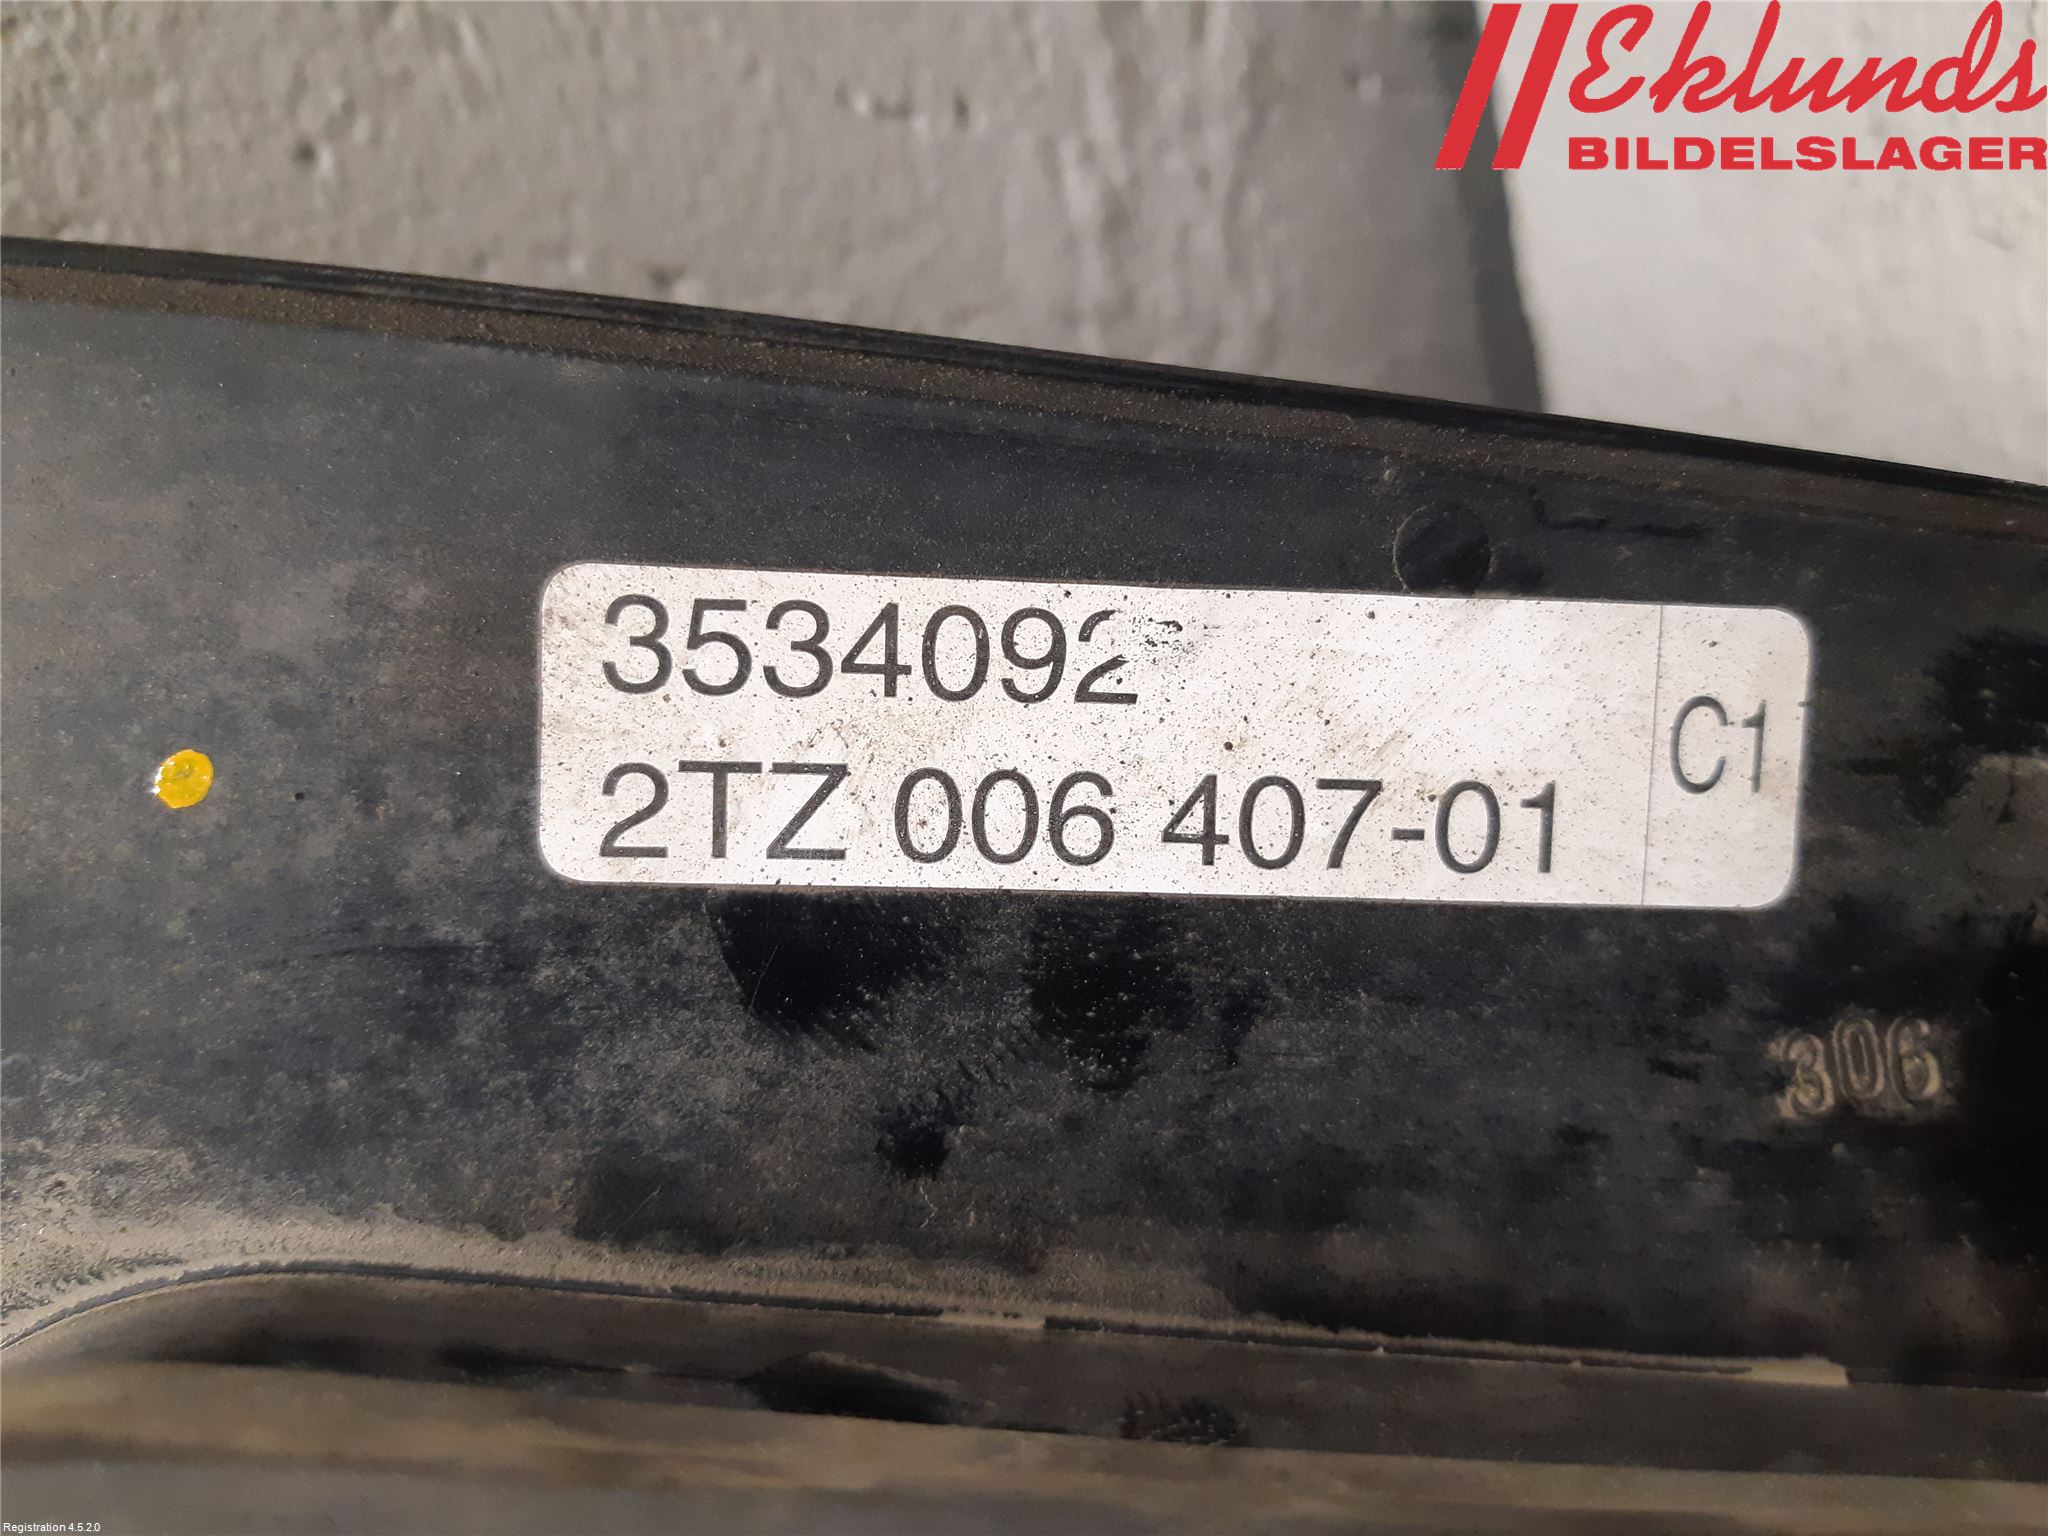 Eklunds
BILDELSLAGER
3534092
2TZ 006 407-01
C1
306
Registration 4.5.2.0